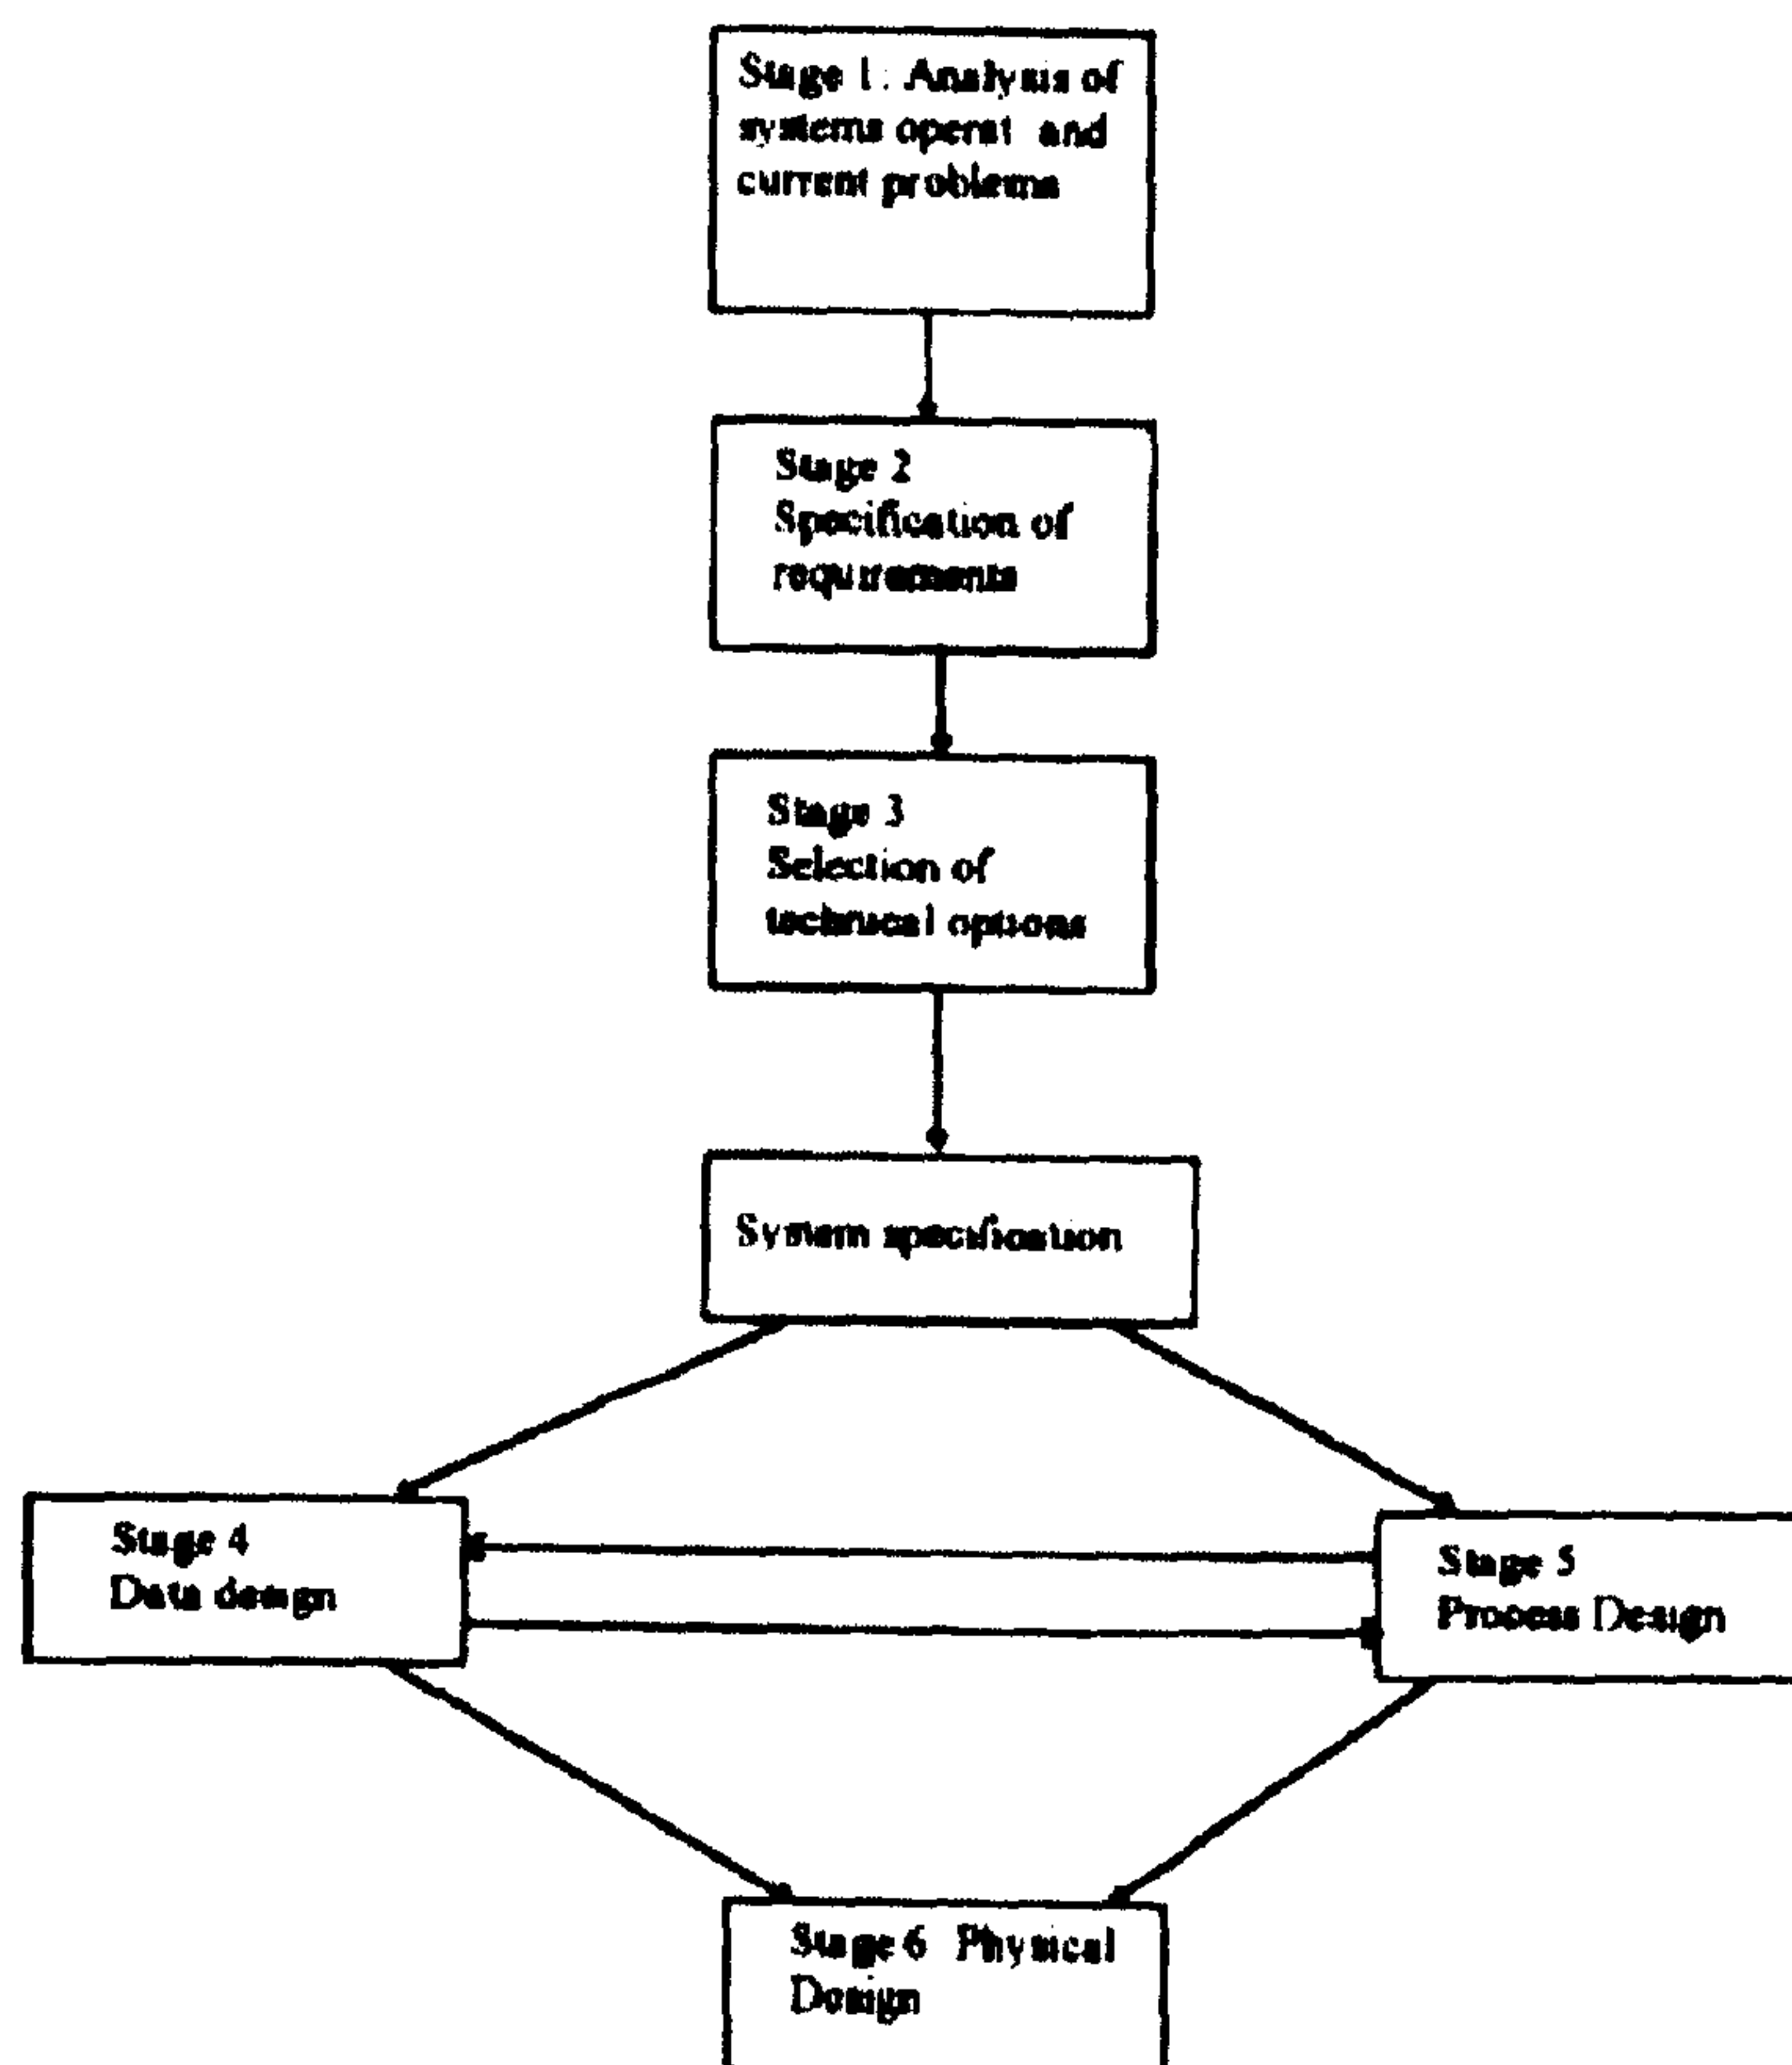 Stage 1. Analysis of
systems operat and
current problems
Stage 2
Specification of
requirements
Stage 3
Selection of
technical options
System specification
Stage 4
Data design
Stage 5
Process Design
Stage 6 Physical
Design